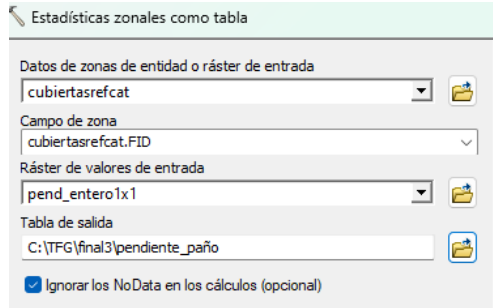 Estadísticas zonales como tabla
Datos de zonas de entidad o ráster de entrada
cubiertasrefcat
Campo de zona
cubiertasrefcat.FID
Ráster de valores de entrada
pend_entero1x1
Tabla de salida
C:\TFG\final3\pendiente_paño
Ignorar los NoData en los cálculos (opcional)